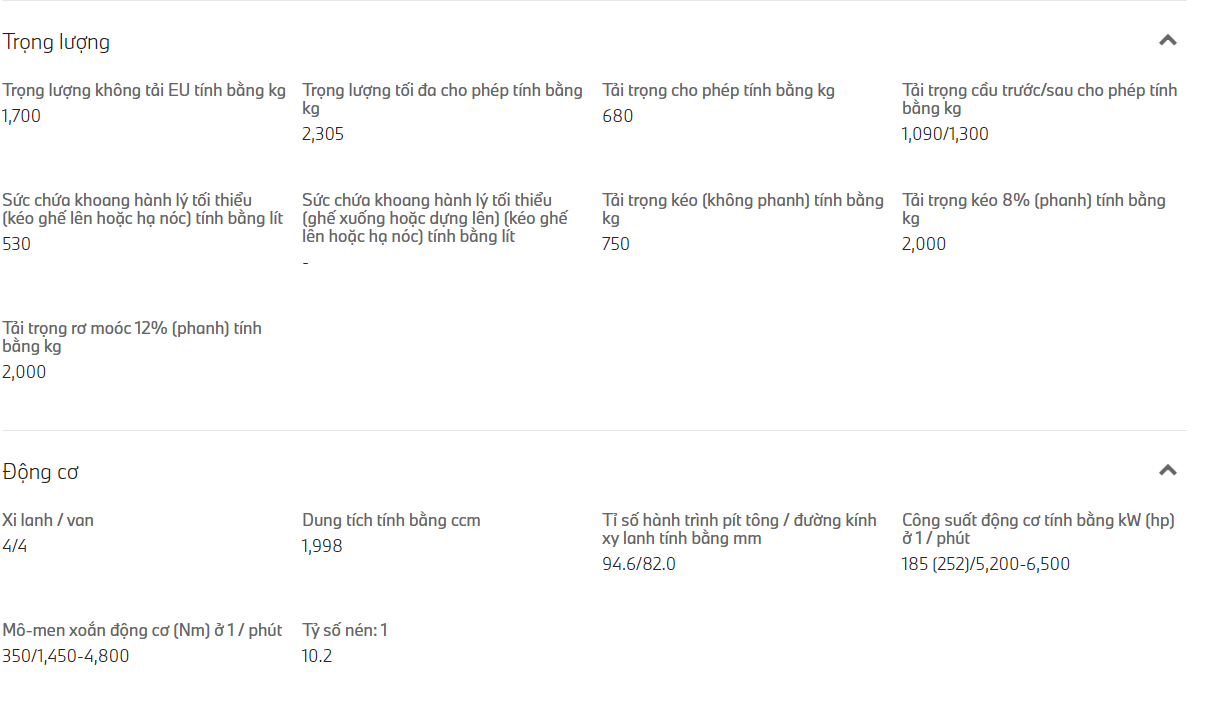 Trọng lượng
Trọng lượng không tải EU tính bằng kg
1,700
Trọng lượng tối đa cho phép tính bằng
kg
2,305
Tải trọng cho phép tính bằng kg
680
Tải trọng cầu trước/sau cho phép tính
bằng kg
1,090/1,300
Sức chứa khoang hành lý tối thiểu
(kéo ghế lên hoặc hạ nóc) tính bằng lít
530
Sức chứa khoang hành lý tối thiểu
(ghế xuống hoặc dựng lên) (kéo ghế
lên hoặc hạ nóc) tính bằng lít
-
Tải trọng kéo (không phanh) tính bằng
kg
750
Tải trọng kéo 8% (phanh) tính bằng
kg
2,000
Tải trọng rơ moóc 12% (phanh) tính
bằng kg
2,000
Động cơ
Xi lanh / van
4/4
Dung tích tính bằng ccm
1,998
Tỉ số hành trình pít tông / đường kính
xy lanh tính bằng mm
94.6/82.0
Công suất động cơ tính bằng kW (hp)
ở 1 / phút
185 (252)/5,200-6,500
Mô-men xoắn động cơ (Nm) ở 1 / phút
350/1,450-4,800
Tỷ số nén: 1
10.2